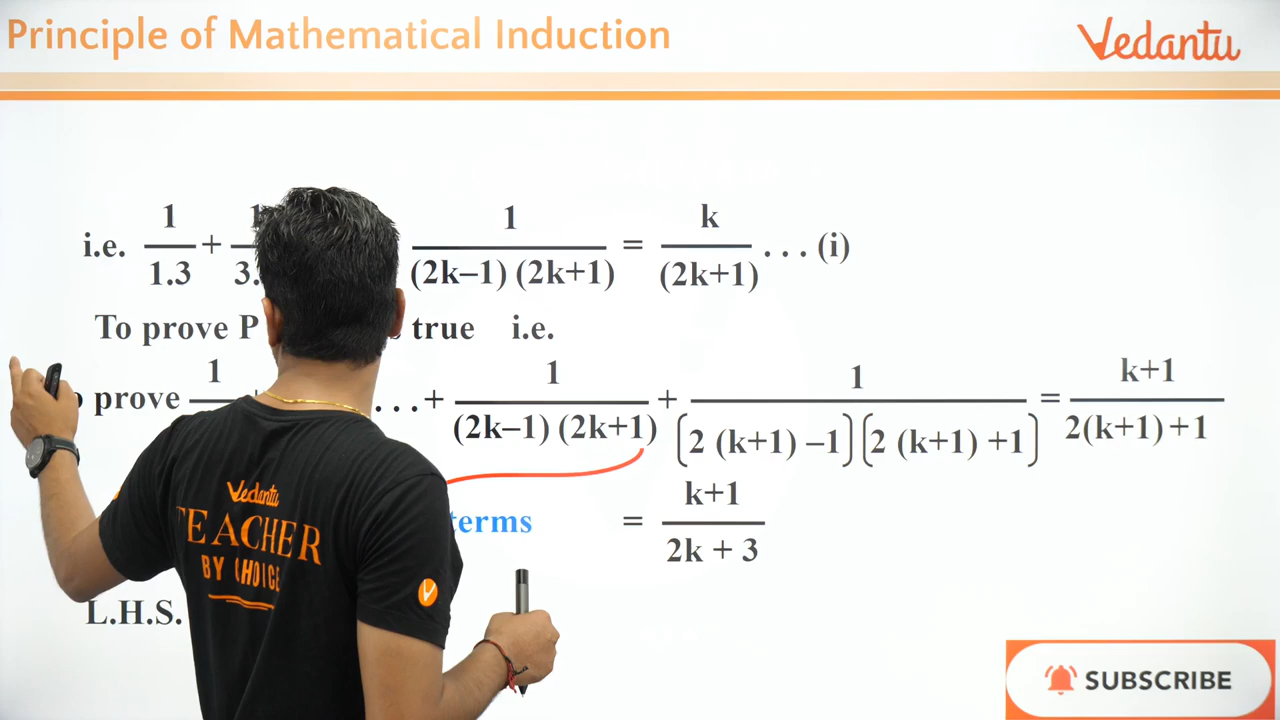 Principle of Mathematical Induction
Vedantu
i.e. 1/1.3 + 1/3. 1/(2k–1) (2k+1) = k/(2k+1) . . . (i)
To prove P true i.e.
prove 1 . . . + 1/(2k–1) (2k+1) + 1/[2 (k+1) –1][2 (k+1) +1] = k+1/2(k+1)+1
terms = k+1/2k + 3
L.H.S.
Vedantu
TEACHER
BY CHOICE
SUBSCRIBE